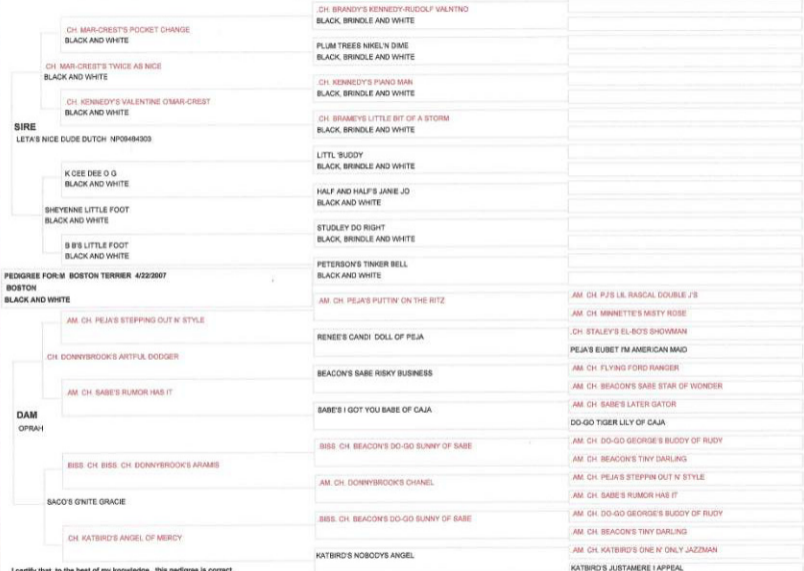 .CH. BRANDY'S KENNEDY-RUDOLF VALNTNO
BLACK, BRINDLE AND WHITE
.CH. MAR-CREST'S POCKET CHANGE
BLACK AND WHITE
PLUM TREES NIKEL'N DIME
BLACK, BRINDLE AND WHITE
CH. MAR-CREST'S TWICE AS NICE
BLACK AND WHITE
.CH. KENNEDY'S PIANO MAN
BLACK, BRINDLE AND WHITE
.CH. KENNEDY'S VALENTINE O'MAR-CREST
BLACK AND WHITE
.CH. BRAMEYS LITTLE BIT OF A STORM
BLACK, BRINDLE AND WHITE
SIRE
LETA'S NICE DUDE DUTCH NP09484303
LITTL 'BUDDY
BLACK, BRINDLE AND WHITE
K CEE DEE O G
BLACK AND WHITE
HALF AND HALF'S JANIE JO
BLACK AND WHITE
SHEYENNE LITTLE FOOT
BLACK AND WHITE
STUDLEY DO RIGHT
BLACK, BRINDLE AND WHITE
B B'S LITTLE FOOT
BLACK AND WHITE
PETERSON'S TINKER BELL
BLACK AND WHITE
PEDIGREE FOR:M BOSTON TERRIER 4/22/2007
BOSTON
BLACK AND WHITE
.AM. CH. PJ'S LIL RASCAL DOUBLE J'S
.AM. CH. PEJA'S PUTTIN' ON THE RITZ
.AM. CH. MINNETTE'S MISTY ROSE
AM. CH. PEJA'S STEPPING OUT N' STYLE
.CH. STALEY'S EL-BO'S SHOWMAN
RENEE'S CANDI DOLL OF PEJA
PEJA'S EUBET I'M AMERICAN MAID
CH. DONNYBROOK'S ARTFUL DODGER
.AM. CH. FLYING FORD RANGER
BEACON'S SABE RISKY BUSINESS
.AM. CH. BEACON'S SABE STAR OF WONDER
AM. CH. SABE'S RUMOR HAS IT
.AM. CH. SABE'S LATER GATOR
SABE'S I GOT YOU BABE OF CAJA
DO-GO TIGER LILY OF CAJA
DAM
OPRAH
.AM. CH. DO-GO GEORGE'S BUDDY OF RUDY
.BISS. CH. BEACON'S DO-GO SUNNY OF SABE
.AM. CH. BEACON'S TINY DARLING
BISS. CH. BISS. CH. DONNYBROOK'S ARAMIS
.AM. CH. PEJA'S STEPPIN OUT N' STYLE
.AM. CH. DONNYBROOK'S CHANEL
.AM. CH. SABE'S RUMOR HAS IT
SACO'S G'NITE GRACIE
.AM. CH. DO-GO GEORGE'S BUDDY OF RUDY
.BISS. CH. BEACON'S DO-GO SUNNY OF SABE
.AM. CH. BEACON'S TINY DARLING
CH. KATBIRD'S ANGEL OF MERCY
.AM. CH. KATBIRD'S ONE N' ONLY JAZZMAN
KATBIRD'S NOBODYS ANGEL
KATBIRD'S JUSTAMERE I APPEAL
I certify that, to the best of my knowledge, this pedigree is correct